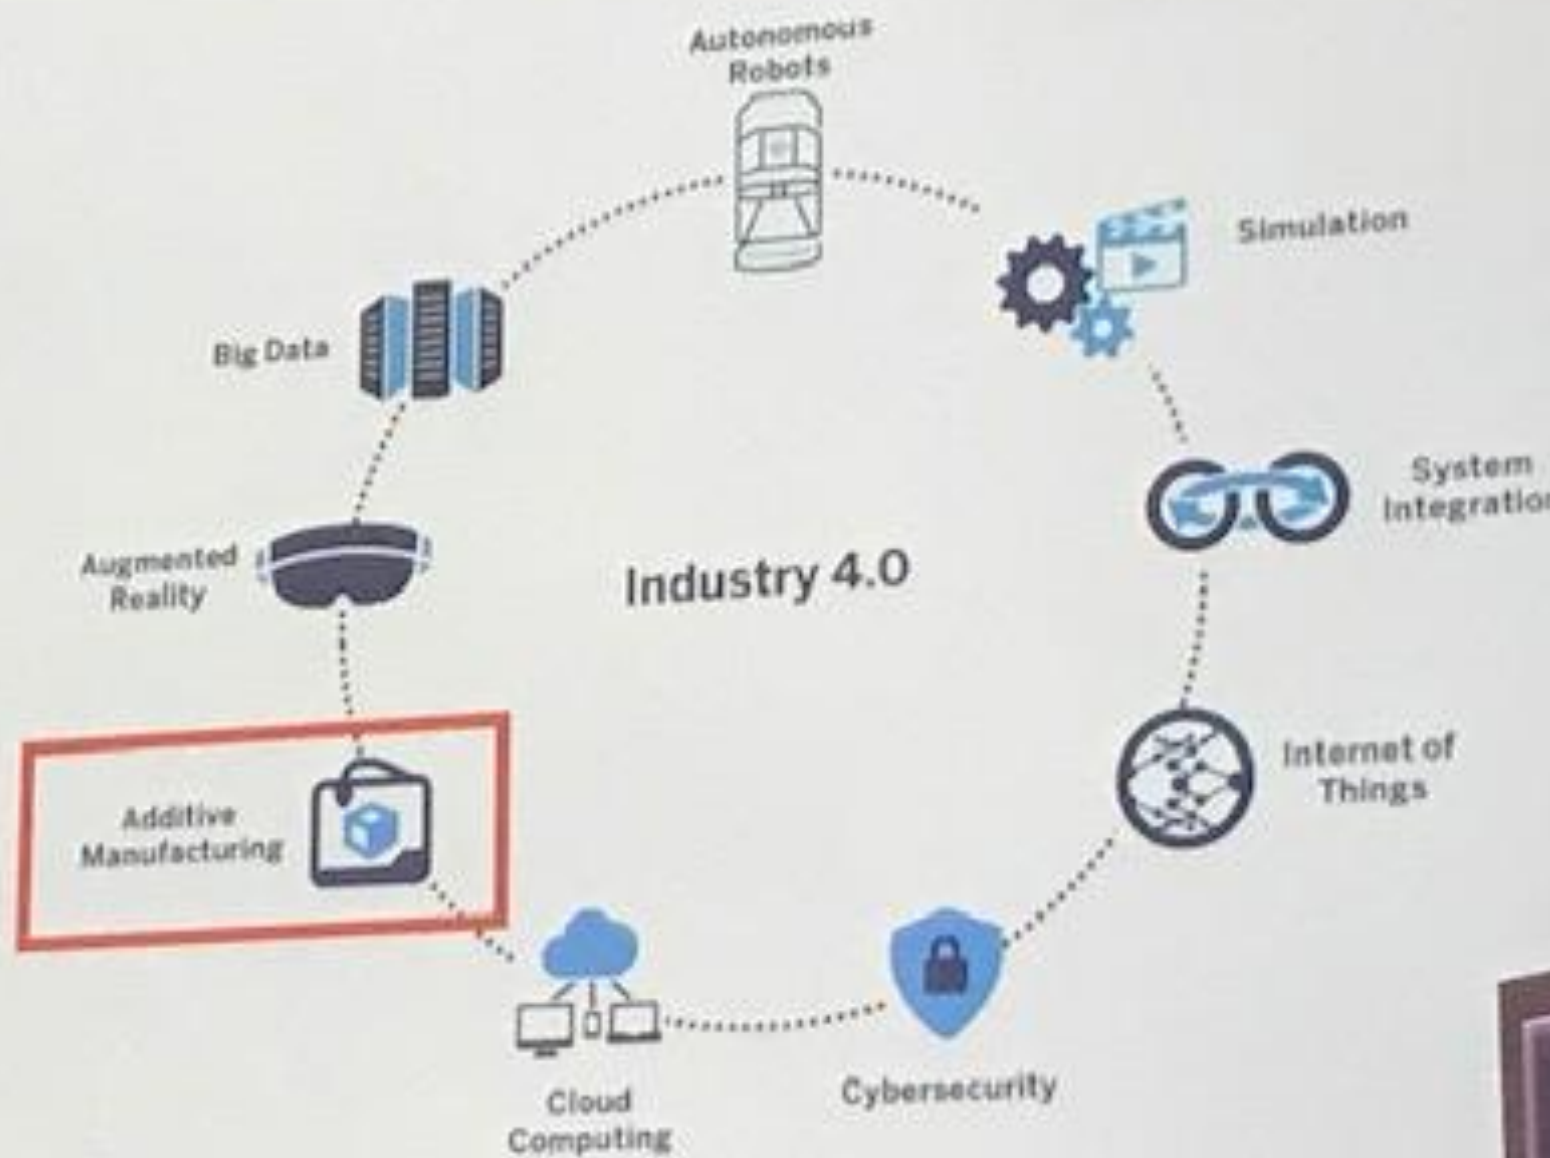 Autonomous
Robots
Simulation
Big Data
System
Integratio
Augmented
Reality
Industry 4.0
Internet of
Things
Additive
Manufacturing
Cybersecurity
Cloud
Computing